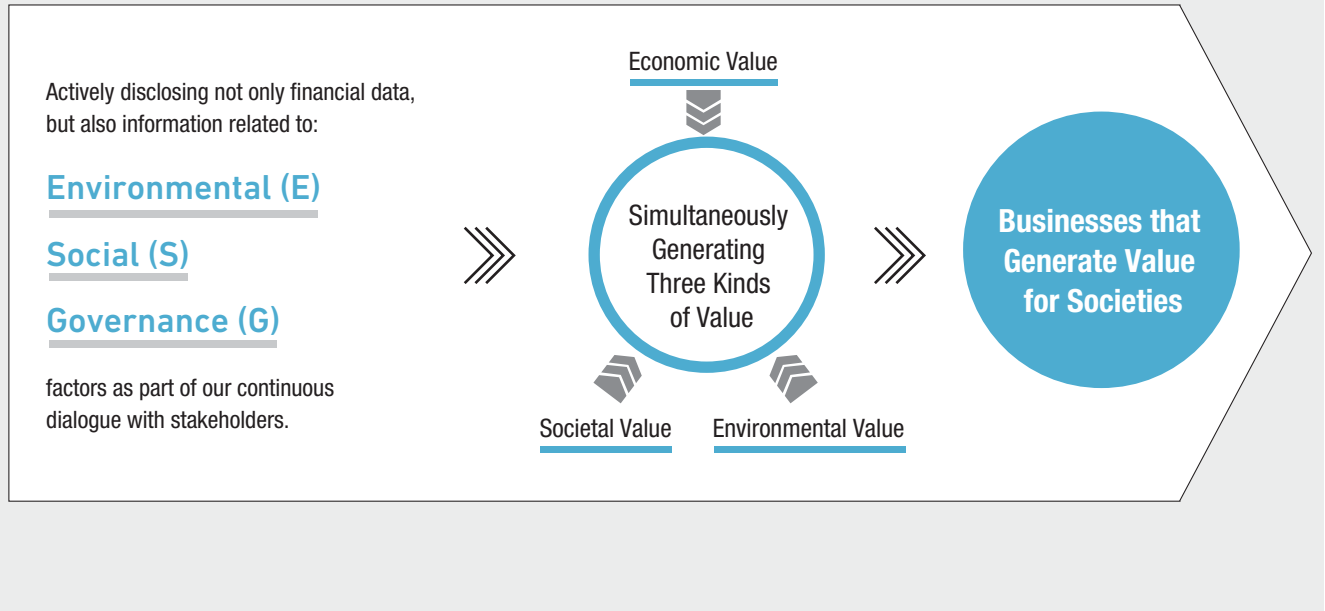 Actively disclosing not only financial data,
but also information related to:
Environmental (E)
Social (S)
Governance (G)
factors as part of our continuous
dialogue with stakeholders.
Economic Value
Simultaneously
Generating
Three Kinds
of Value
Societal Value
Environmental Value
Businesses that
Generate Value
for Societies